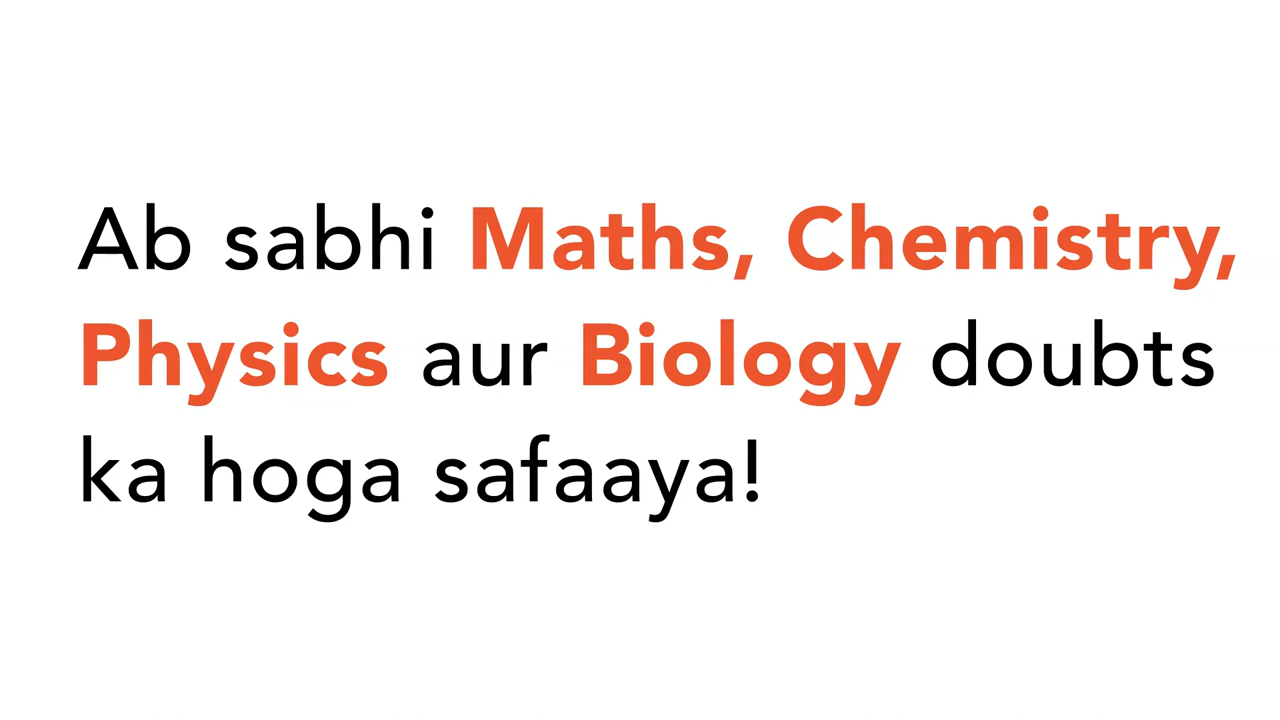 Ab sabhi Maths, Chemistry,
Physics aur Biology doubts
ka hoga safaaya!